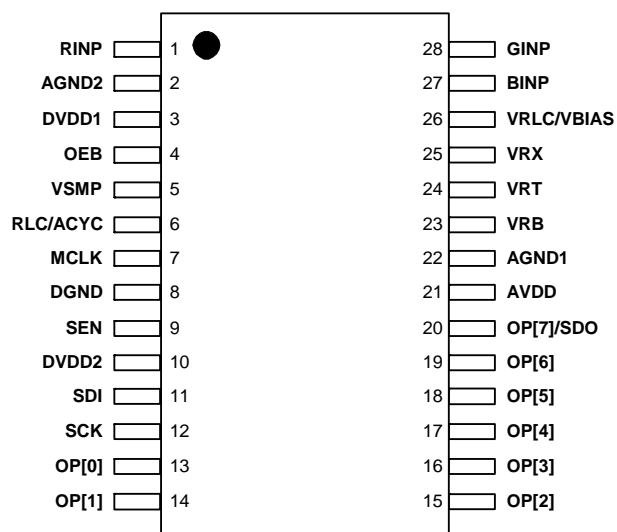 RINP 1 28 GINP
AGND2 2 27 BINP
DVDD1 3 26 VRLC/VBIAS
OEB 4 25 VRX
VSMP 5 24 VRT
RLC/ACYC 6 23 VRB
MCLK 7 22 AGND1
DGND 8 21 AVDD
SEN 9 20 OP[7]/SDO
DVDD2 10 19 OP[6]
SDI 11 18 OP[5]
SCK 12 17 OP[4]
OP[0] 13 16 OP[3]
OP[1] 14 15 OP[2]